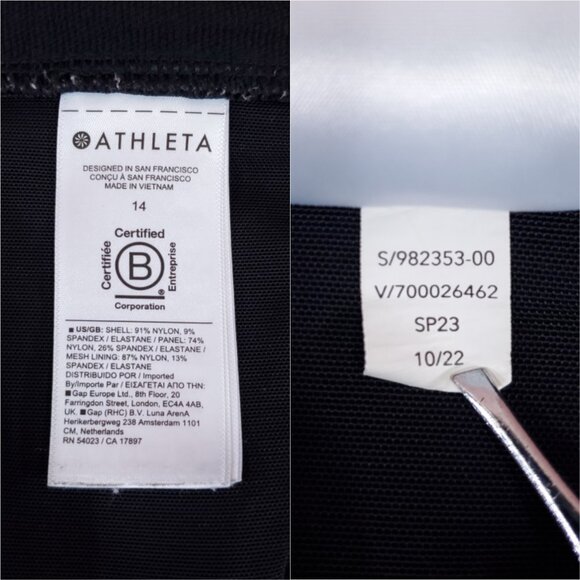 ATHLETA
DESIGNED IN SAN FRANCISCO
CONÇU À SAN FRANCISCO
MADE IN VIETNAM
14
Certified
Certifiée
B
Entreprise
®
Corporation
■ US/GB: SHELL: 91% NYLON, 9%
SPANDEX / ELASTANE / PANEL: 74%
NYLON, 26% SPANDEX / ELASTANE /
MESH LINING: 87% NYLON, 13%
SPANDEX / ELASTANE
DISTRIBUIDO POR / Imported
By/Importe Par / ΕΙΣΑΓΕΤΑΙ ΑΠΟ ΤΗΝ:
■ Gap Europe Ltd., 8th Floor, 20
Farringdon Street, London, EC4A 4AB,
UK. ■ Gap (RHC) B.V. Luna ArenA
Herikerbergweg 238 Amsterdam 1101
CM, Netherlands
RN 54023 / CA 17897
S/982353-00
V/700026462
SP23
10/22